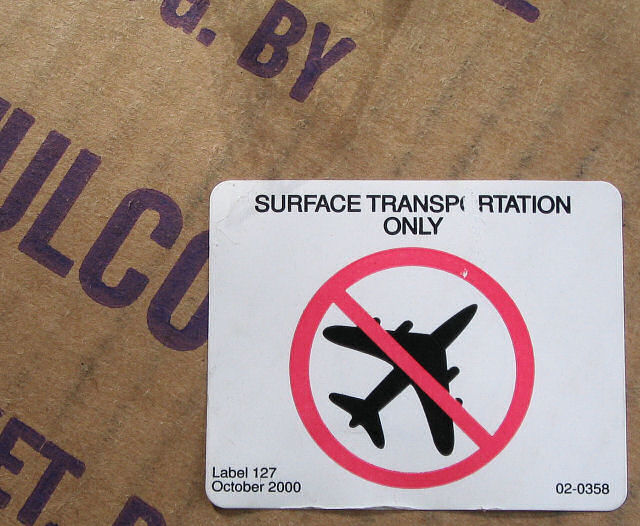 BY
SURFACE TRANSPORTATION
ONLY
Label 127
October 2000
02-0358